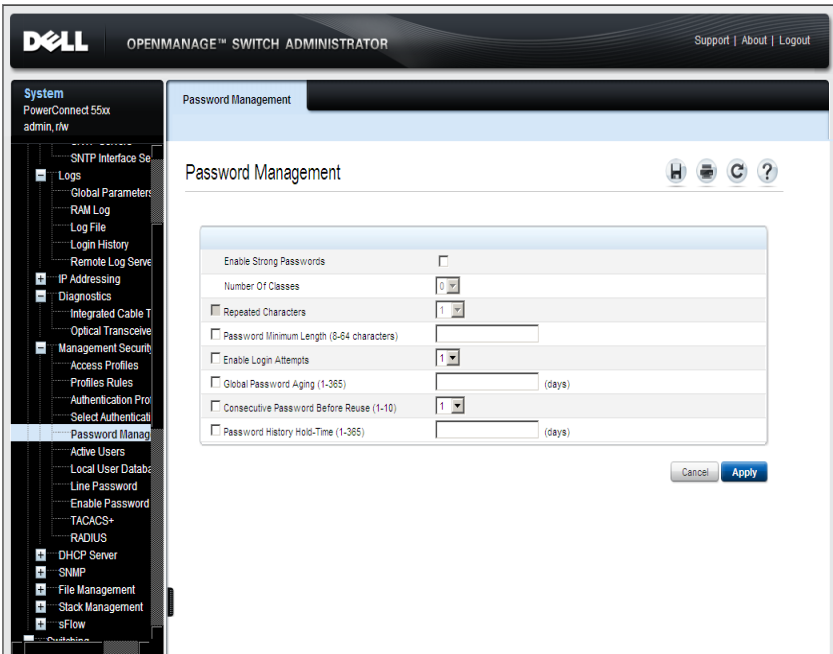 DELL
OPENMANAGE™ SWITCH ADMINISTRATOR
Support | About | Logout
System
PowerConnect 55xx
admin, r/w
Password Management
SNTP Interface Se
Logs
Global Parameters
RAM Log
Log File
Login History
Remote Log Serve
IP Addressing
Diagnostics
Integrated Cable T
Optical Transceive
Management Securit
Access Profiles
Profiles Rules
Authentication Pro
Select Authenticati
Password Manag
Active Users
Local User Databa
Line Password
Enable Password
TACACS+
RADIUS
DHCP Server
SNMP
File Management
Stack Management
sFlow
Switching
Password Management
Enable Strong Passwords
Number Of Classes 0
Repeated Characters 1
Password Minimum Length (8-64 characters)
Enable Login Attempts 1
Global Password Aging (1-365) (days)
Consecutive Password Before Reuse (1-10) 1
Password History Hold-Time (1-365) (days)
Cancel Apply